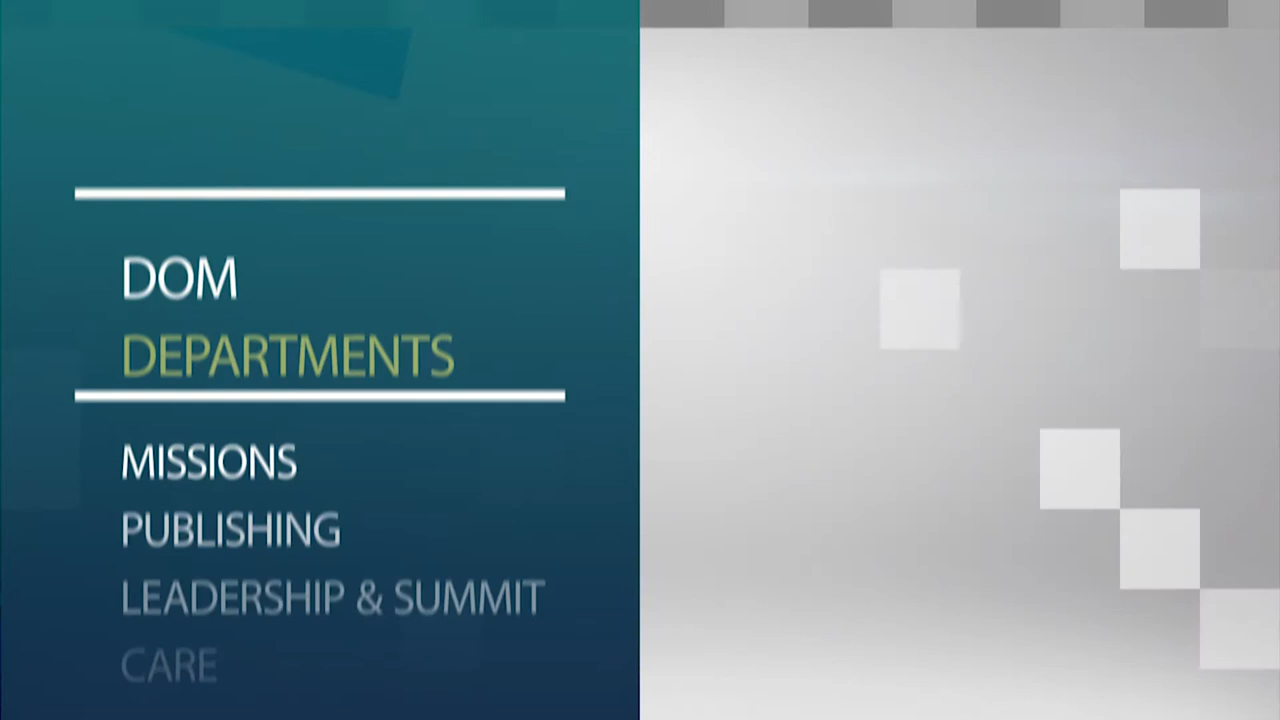 DOM
DEPARTMENTS
MISSIONS
PUBLISHING
LEADERSHIP & SUMMIT
CARE